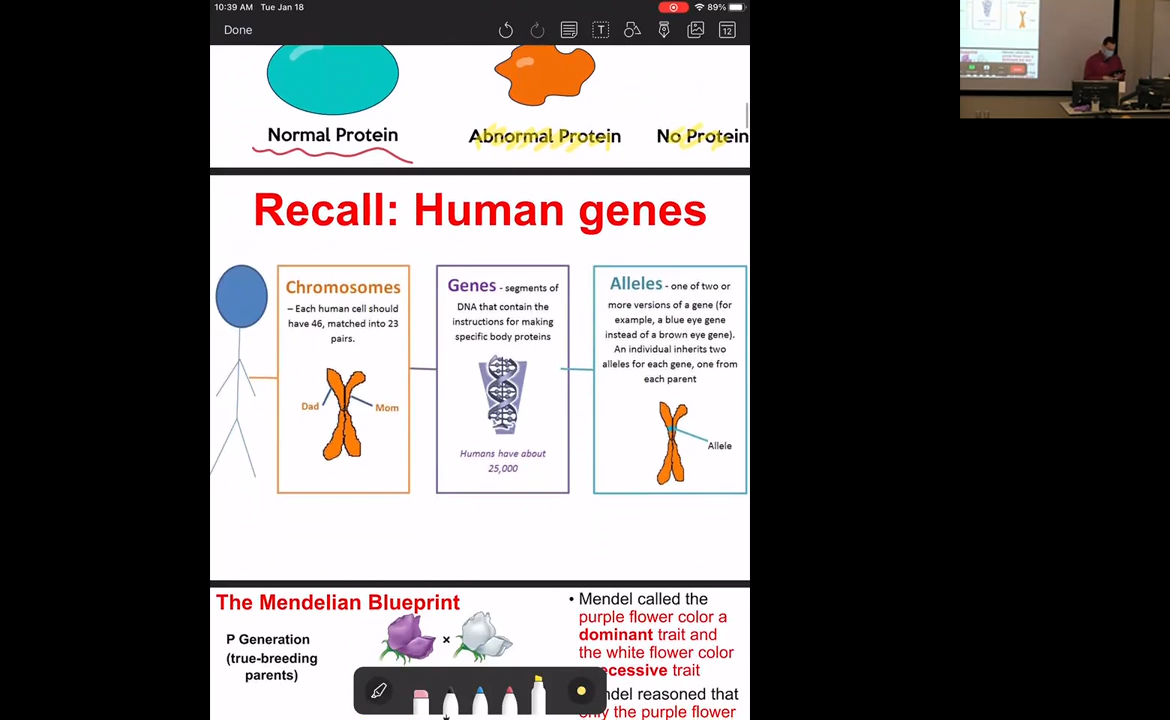 10:39 AM Tue Jan 18
89%
Done
T
12
Normal Protein
Abnormal Protein
No Protein
Recall: Human genes
Chromosomes
– Each human cell should
have 46, matched into 23
pairs.
Dad
Mom
Genes - segments of
DNA that contain the
instructions for making
specific body proteins
Humans have about
25,000
Alleles - one of two or
more versions of a gene (for
example, a blue eye gene
instead of a brown eye gene).
An individual inherits two
alleles for each gene, one from
each parent
Allele
The Mendelian Blueprint
P Generation
(true-breeding
parents)
×
• Mendel called the
purple flower color a
dominant trait and
the white flower color
ecessive trait
ndel reasoned that
only the purple flower